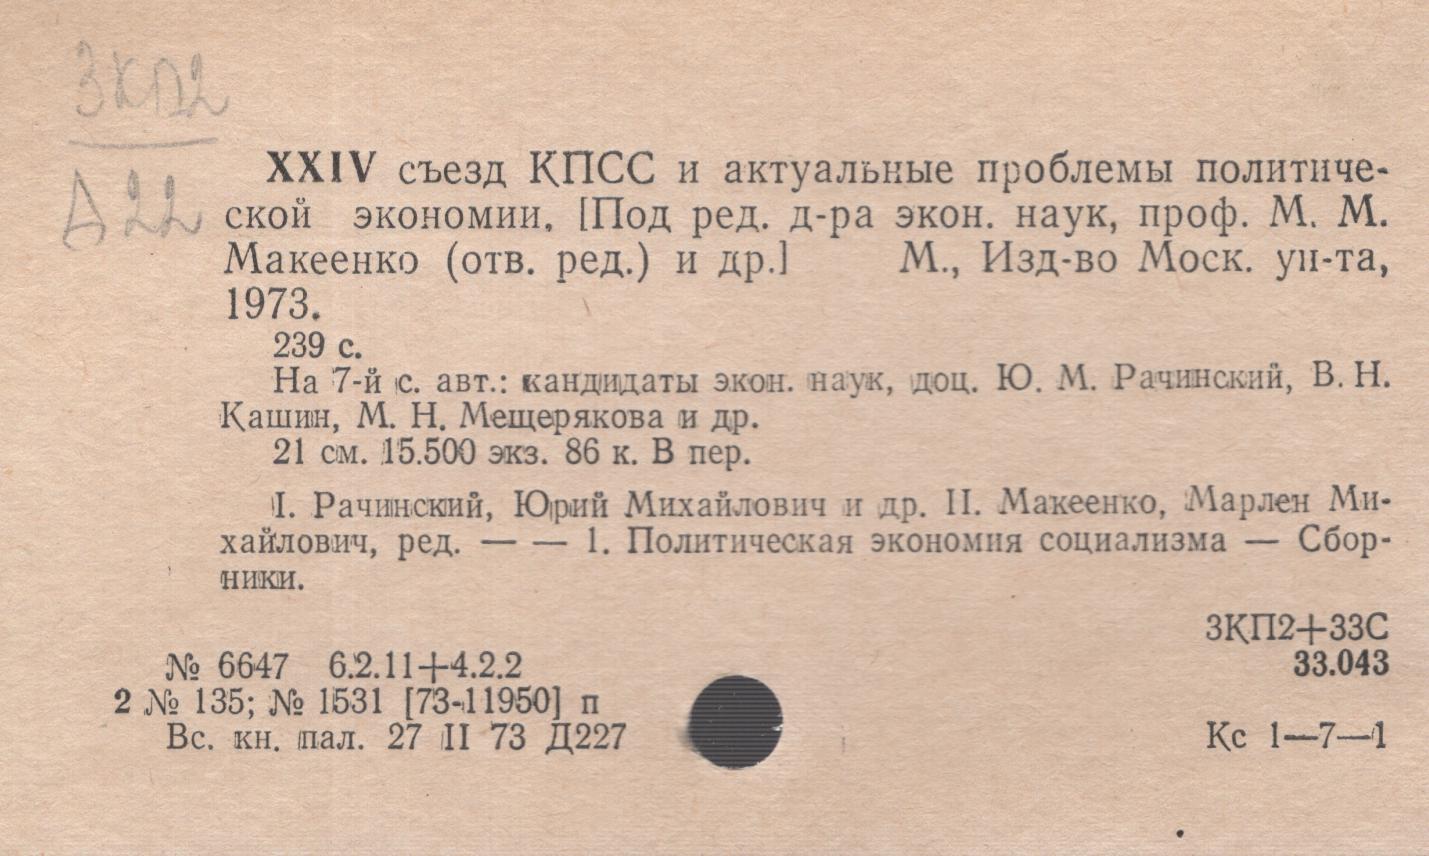 3КП2
Д22
XXIV съезд КПСС и актуальные проблемы политиче-
ской экономии. [Под ред. д-ра экон. наук, проф. М. М.
Макеенко (отв. ред.) и др.] М., Изд-во Моск. ун-та,
1973.
239 с.
На 7-й с. авт.: кандидаты экон. наук, доц. Ю. М. Рачинский, В. Н.
Кашин, М. Н. Мещерякова и др.
21 см. 15.500 экз. 86 к. В пер.
I. Рачинский, Юрий Михайлович и др. II. Макеенко, Марлен Ми-
хайлович, ред. — — 1. Политическая экономия социализма — Сбор-
ники.
3КП2+33С
№ 6647 6.2.11+4.2.2
33.043
2 № 135; № 1531 [73-11950] п
Вс. кн. пал. 27 II 73 Д227
Кс 1—7—1